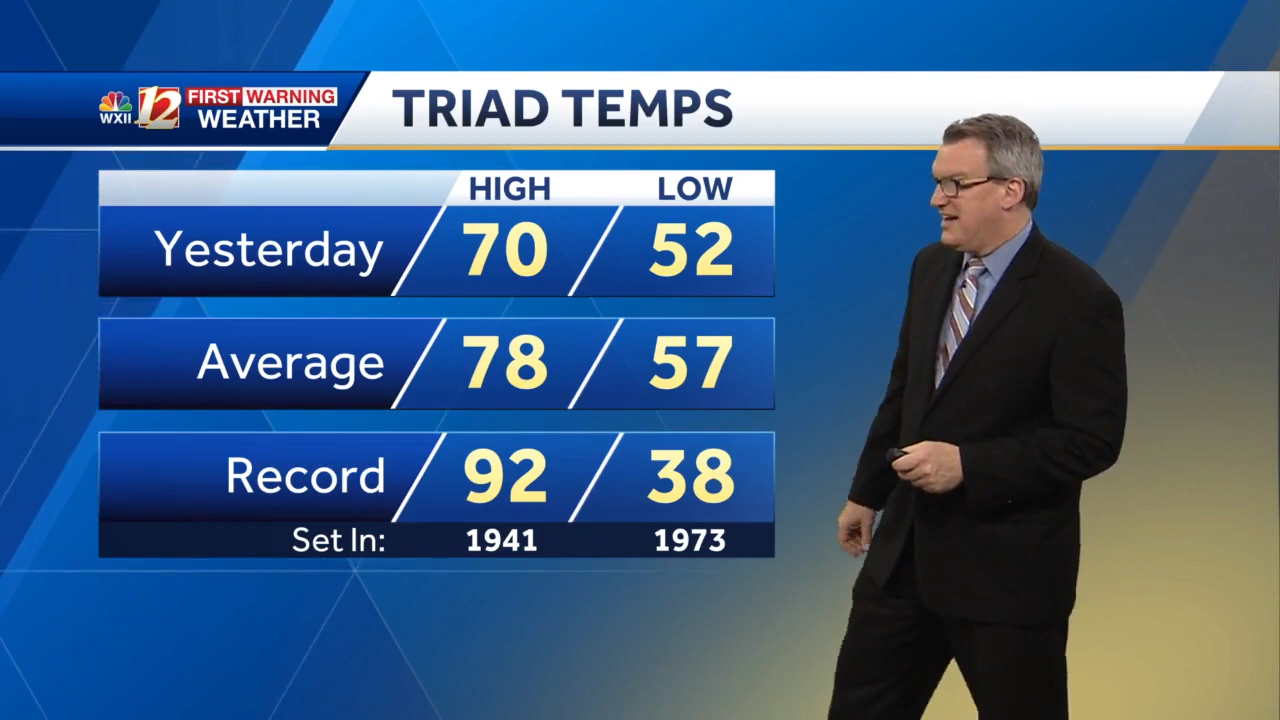 WXII 12 FIRST WARNING
WEATHER
TRIAD TEMPS
HIGH LOW
Yesterday 70 52
Average 78 57
Record 92 38
Set In: 1941 1973